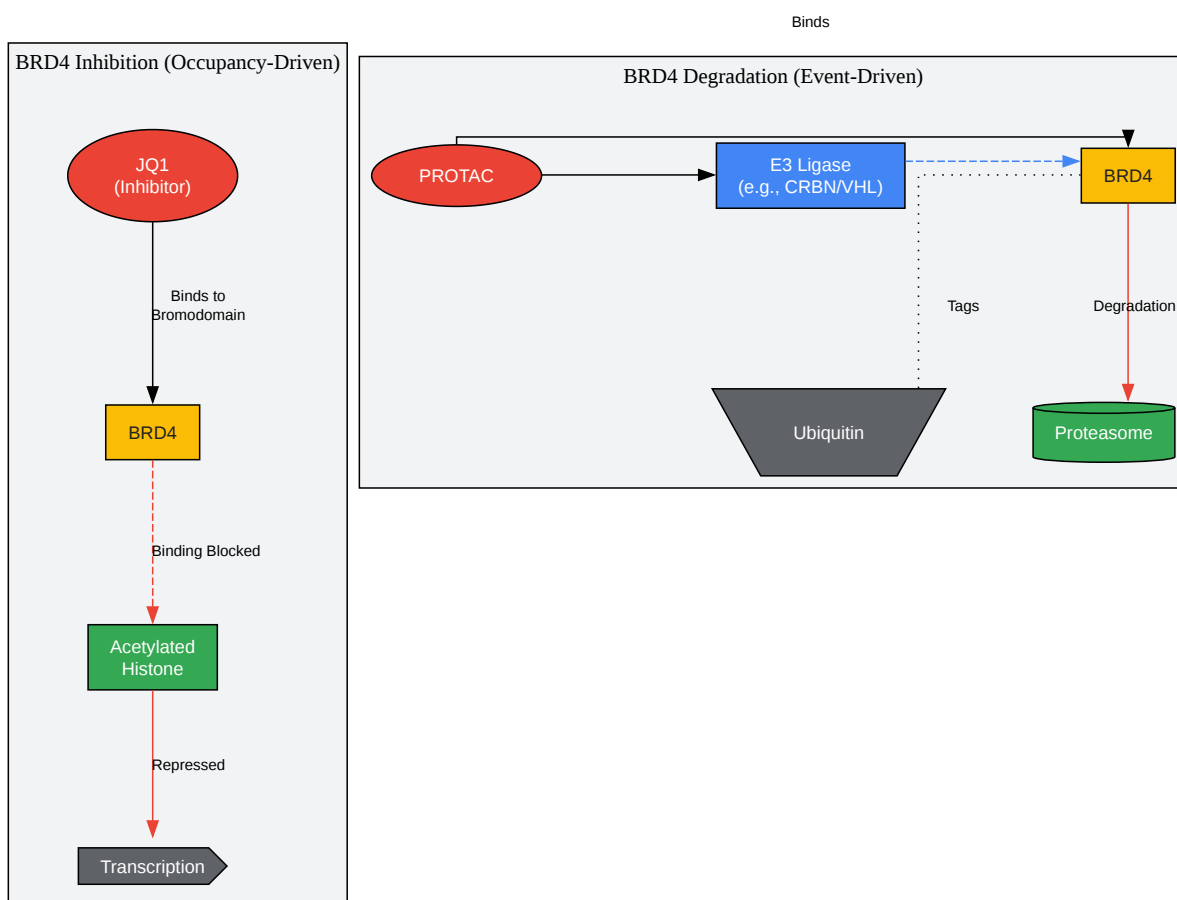 Binds
BRD4 Inhibition (Occupancy-Driven)
JQ1
(Inhibitor)
Binds to
Bromodomain
BRD4
Binding Blocked
Acetylated
Histone
Repressed
Transcription
BRD4 Degradation (Event-Driven)
PROTAC
E3 Ligase
(e.g., CRBN/VHL)
BRD4
Tags
Degradation
Ubiquitin
Proteasome